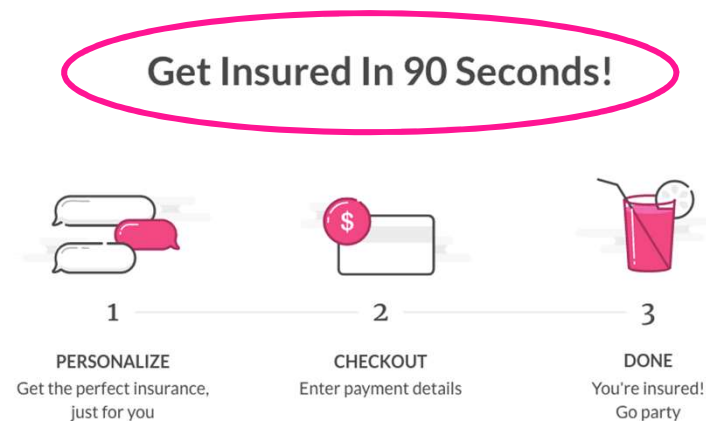 Get Insured In 90 Seconds!
$
1
2
3
PERSONALIZE
Get the perfect insurance,
just for you
CHECKOUT
Enter payment details
DONE
You're insured!
Go party